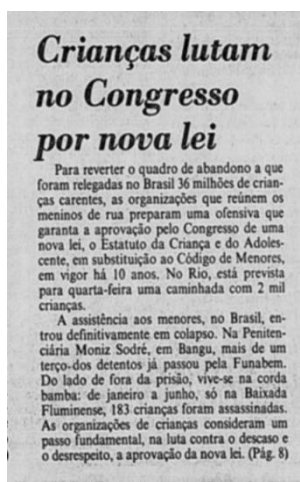 Crianças lutam
no Congresso
por nova lei
Para reverter o quadro de abandono a que
foram relegadas no Brasil 36 milhões de crian-
ças carentes, as organizações que reúnem os
meninos de rua preparam uma ofensiva que
garanta a aprovação pelo Congresso de uma
nova lei, o Estatuto da Criança e do Adoles-
cente, em substituição ao Código de Menores,
em vigor há 10 anos. No Rio, está prevista
para quarta-feira uma caminhada com 2 mil
crianças.
A assistência aos menores, no Brasil, en-
trou definitivamente em colapso. Na Peniten-
ciária Moniz Sodré, em Bangu, mais de um
terço dos detentos já passou pela Funabem.
Do lado de fora da prisão, vive-se na corda
bamba: de janeiro a junho, só na Baixada
Fluminense, 183 crianças foram assassinadas.
As organizações de crianças consideram um
passo fundamental, na luta contra o descaso e
o desrespeito, a aprovação da nova lei. (Pág. 8)